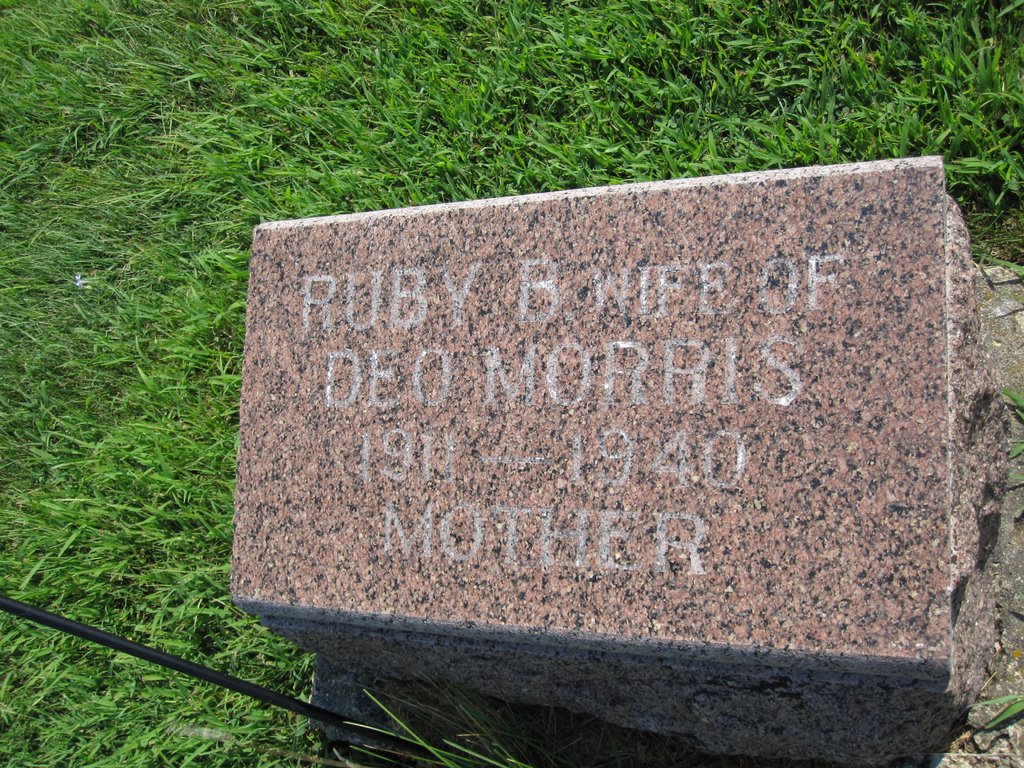 RUBY B. WIFE OF
DEO MORRIS
1911 — 1940
MOTHER